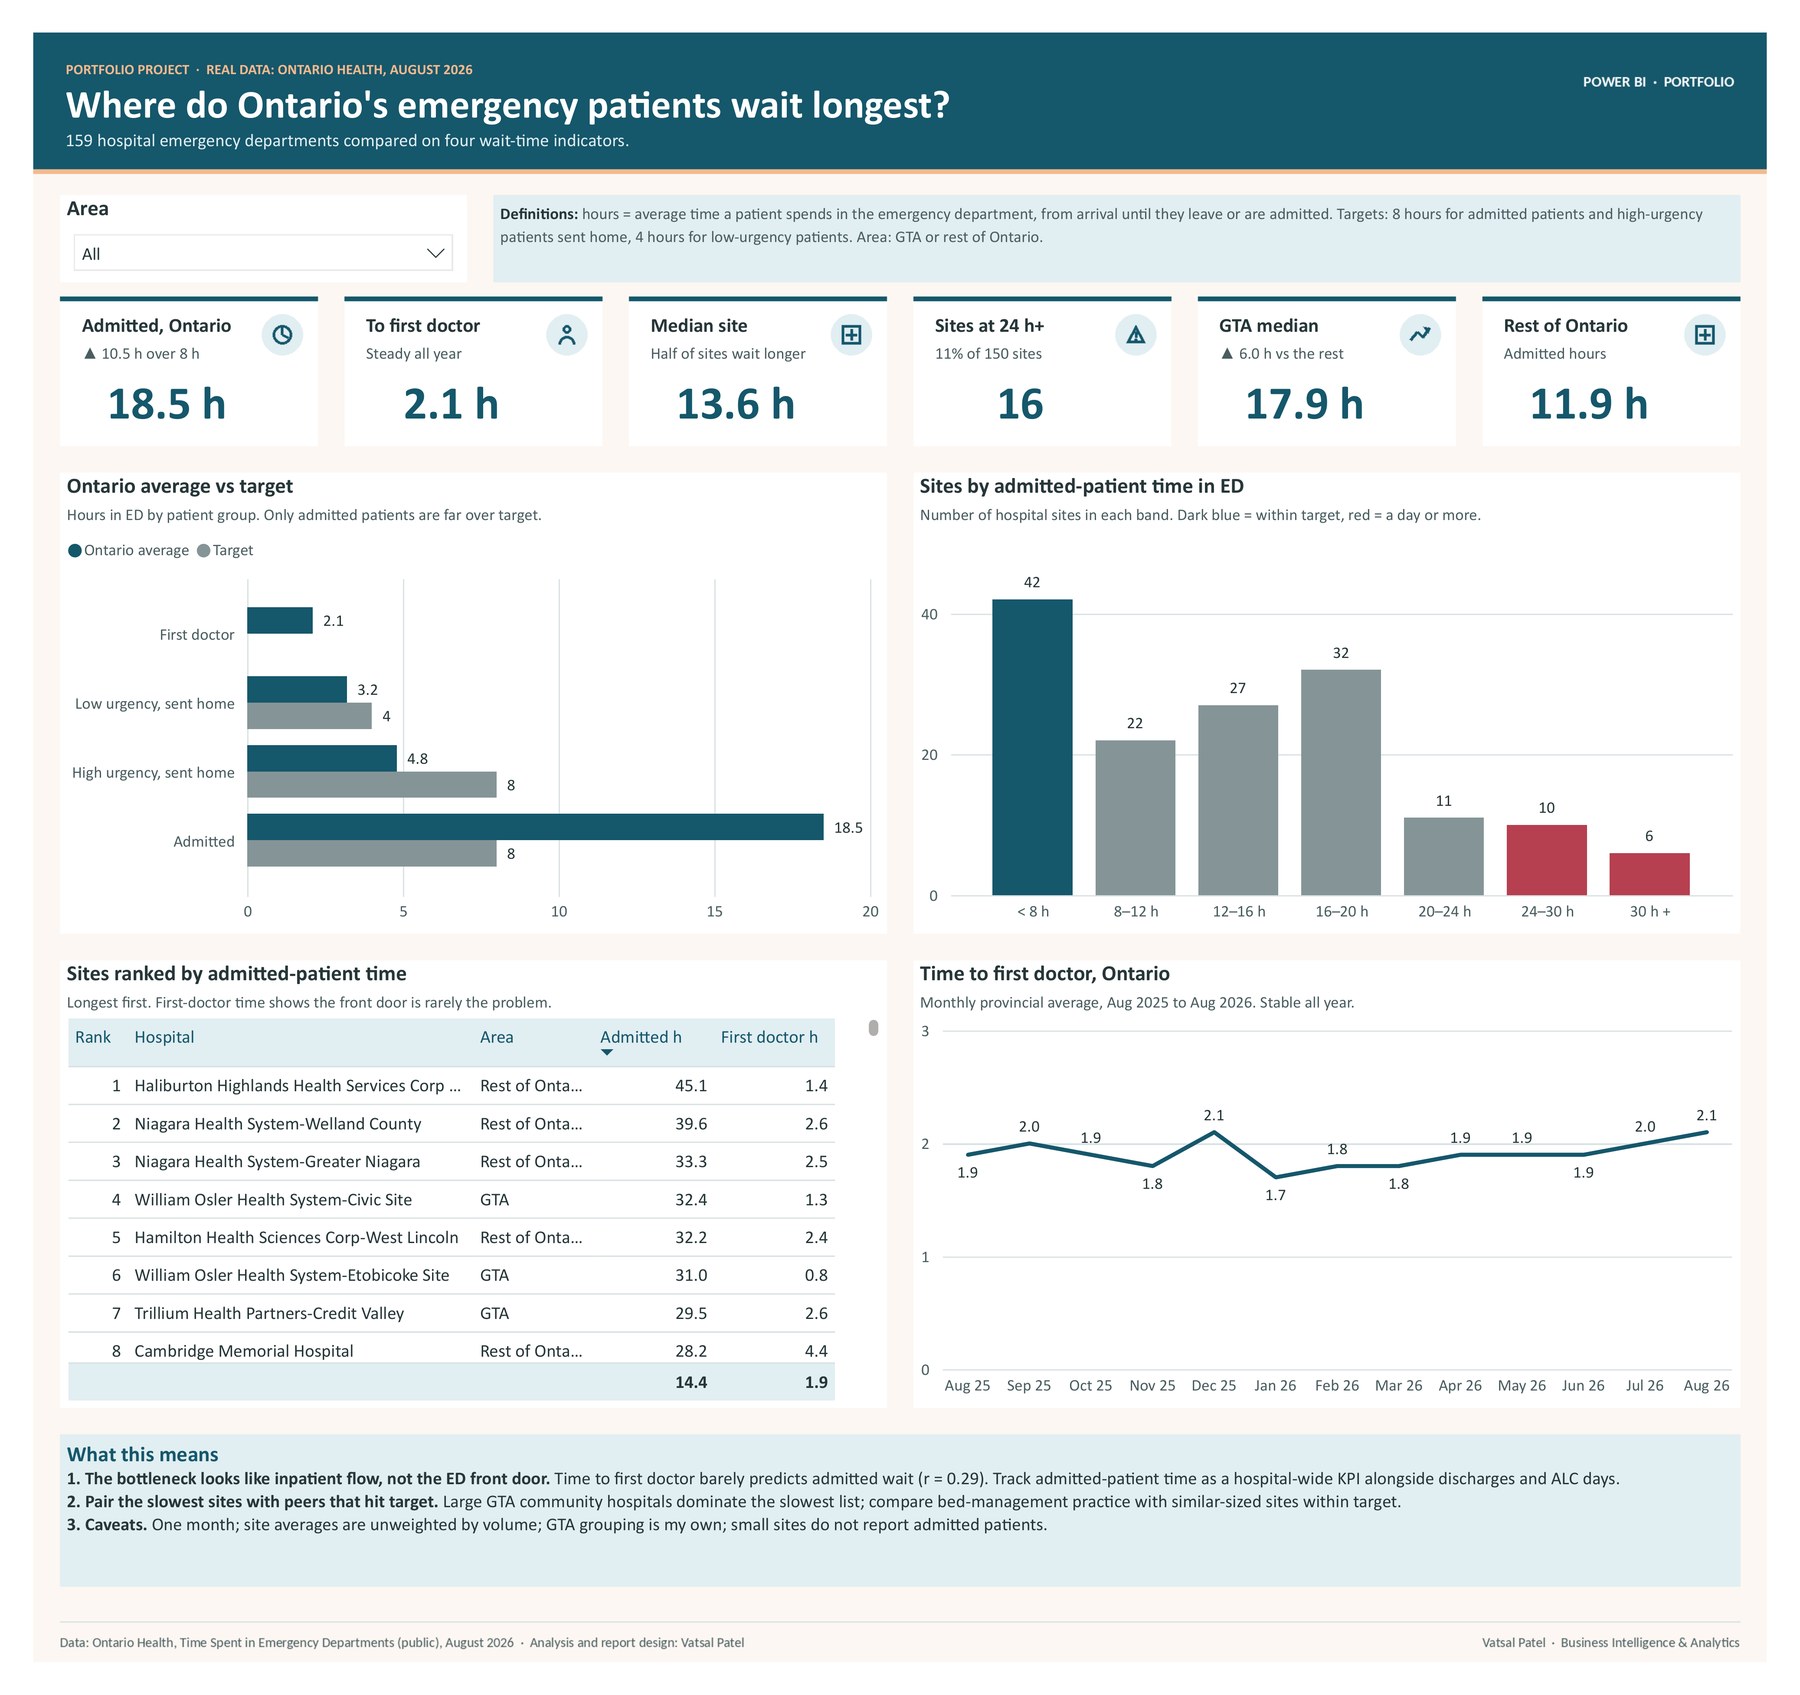 PORTFOLIO PROJECT · REAL DATA: ONTARIO HEALTH, AUGUST 2026
POWER BI · PORTFOLIO
Where do Ontario's emergency patients wait longest?
159 hospital emergency departments compared on four wait-time indicators.
Area
All
Definitions: hours = average time a patient spends in the emergency department, from arrival until they leave or are admitted. Targets: 8 hours for admitted patients and high-urgency
patients sent home, 4 hours for low-urgency patients. Area: GTA or rest of Ontario.
Admitted, Ontario
▲ 10.5 h over 8 h
18.5 h
To first doctor
Steady all year
2.1 h
Median site
Half of sites wait longer
13.6 h
Sites at 24 h+
11% of 150 sites
16
GTA median
▲ 6.0 h vs the rest
17.9 h
Rest of Ontario
Admitted hours
11.9 h
Ontario average vs target
Hours in ED by patient group. Only admitted patients are far over target.
Ontario average Target
First doctor 2.1
Low urgency, sent home 3.2
4
High urgency, sent home 4.8
8
Admitted 18.5
8
0 5 10 15 20
Sites by admitted-patient time in ED
Number of hospital sites in each band. Dark blue = within target, red = a day or more.
40
20
0
42 22 27 32 11 10 6
< 8 h 8–12 h 12–16 h 16–20 h 20–24 h 24–30 h 30 h +
Sites ranked by admitted-patient time
Longest first. First-doctor time shows the front door is rarely the problem.
Rank Hospital Area Admitted h First doctor h
1 Haliburton Highlands Health Services Corp ... Rest of Onta... 45.1 1.4
2 Niagara Health System-Welland County Rest of Onta... 39.6 2.6
3 Niagara Health System-Greater Niagara Rest of Onta... 33.3 2.5
4 William Osler Health System-Civic Site GTA 32.4 1.3
5 Hamilton Health Sciences Corp-West Lincoln Rest of Onta... 32.2 2.4
6 William Osler Health System-Etobicoke Site GTA 31.0 0.8
7 Trillium Health Partners-Credit Valley GTA 29.5 2.6
8 Cambridge Memorial Hospital Rest of Onta... 28.2 4.4
14.4 1.9
Time to first doctor, Ontario
Monthly provincial average, Aug 2025 to Aug 2026. Stable all year.
3
2
1
0
1.9 2.0 1.9 1.8 2.1 1.7 1.8 1.8 1.9 1.9 1.9 2.0 2.1
Aug 25 Sep 25 Oct 25 Nov 25 Dec 25 Jan 26 Feb 26 Mar 26 Apr 26 May 26 Jun 26 Jul 26 Aug 26
What this means
1. The bottleneck looks like inpatient flow, not the ED front door. Time to first doctor barely predicts admitted wait (r = 0.29). Track admitted-patient time as a hospital-wide KPI alongside discharges and ALC days.
2. Pair the slowest sites with peers that hit target. Large GTA community hospitals dominate the slowest list; compare bed-management practice with similar-sized sites within target.
3. Caveats. One month; site averages are unweighted by volume; GTA grouping is my own; small sites do not report admitted patients.
Data: Ontario Health, Time Spent in Emergency Departments (public), August 2026 · Analysis and report design: Vatsal Patel
Vatsal Patel · Business Intelligence & Analytics